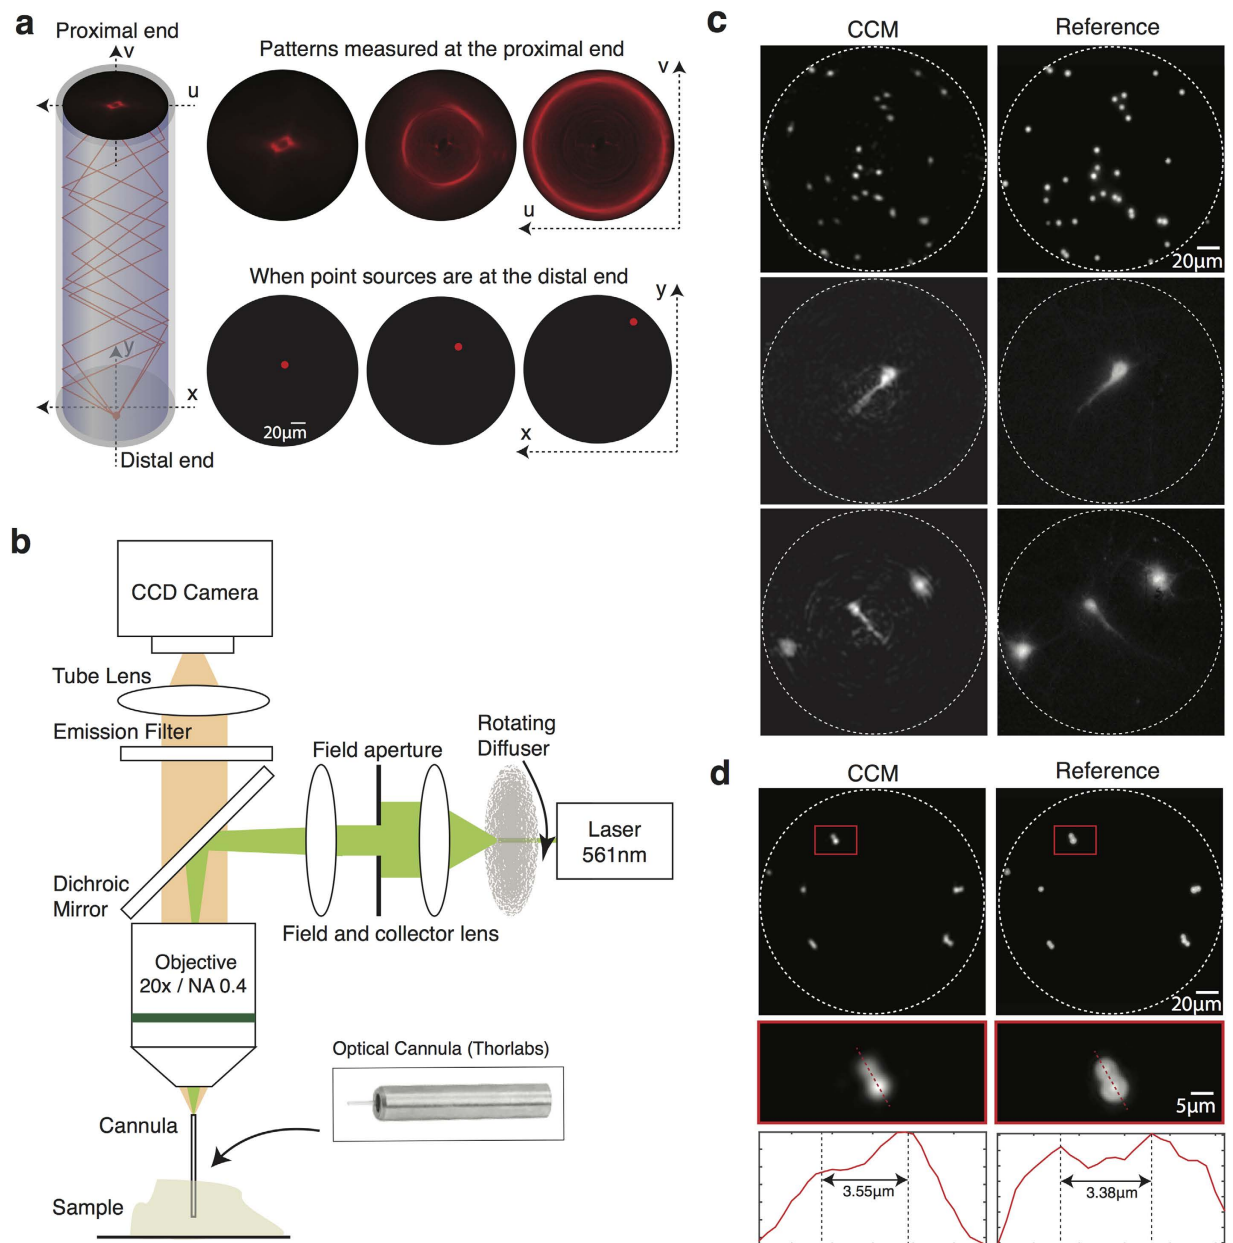 a
Proximal end
v
u
Patterns measured at the proximal end
v
u
When point sources are at the distal end
y
x
Distal end
20μm
y
x
b
CCD Camera
Tube Lens
Emission Filter
Dichroic
Mirror
Field aperture
Rotating
Diffuser
Laser
561nm
Field and collector lens
Objective
20x / NA 0.4
Optical Cannula (Thorlabs)
Cannula
Sample
c
CCM
Reference
20μm
d
CCM
Reference
20μm
5μm
3.55μm
3.38μm